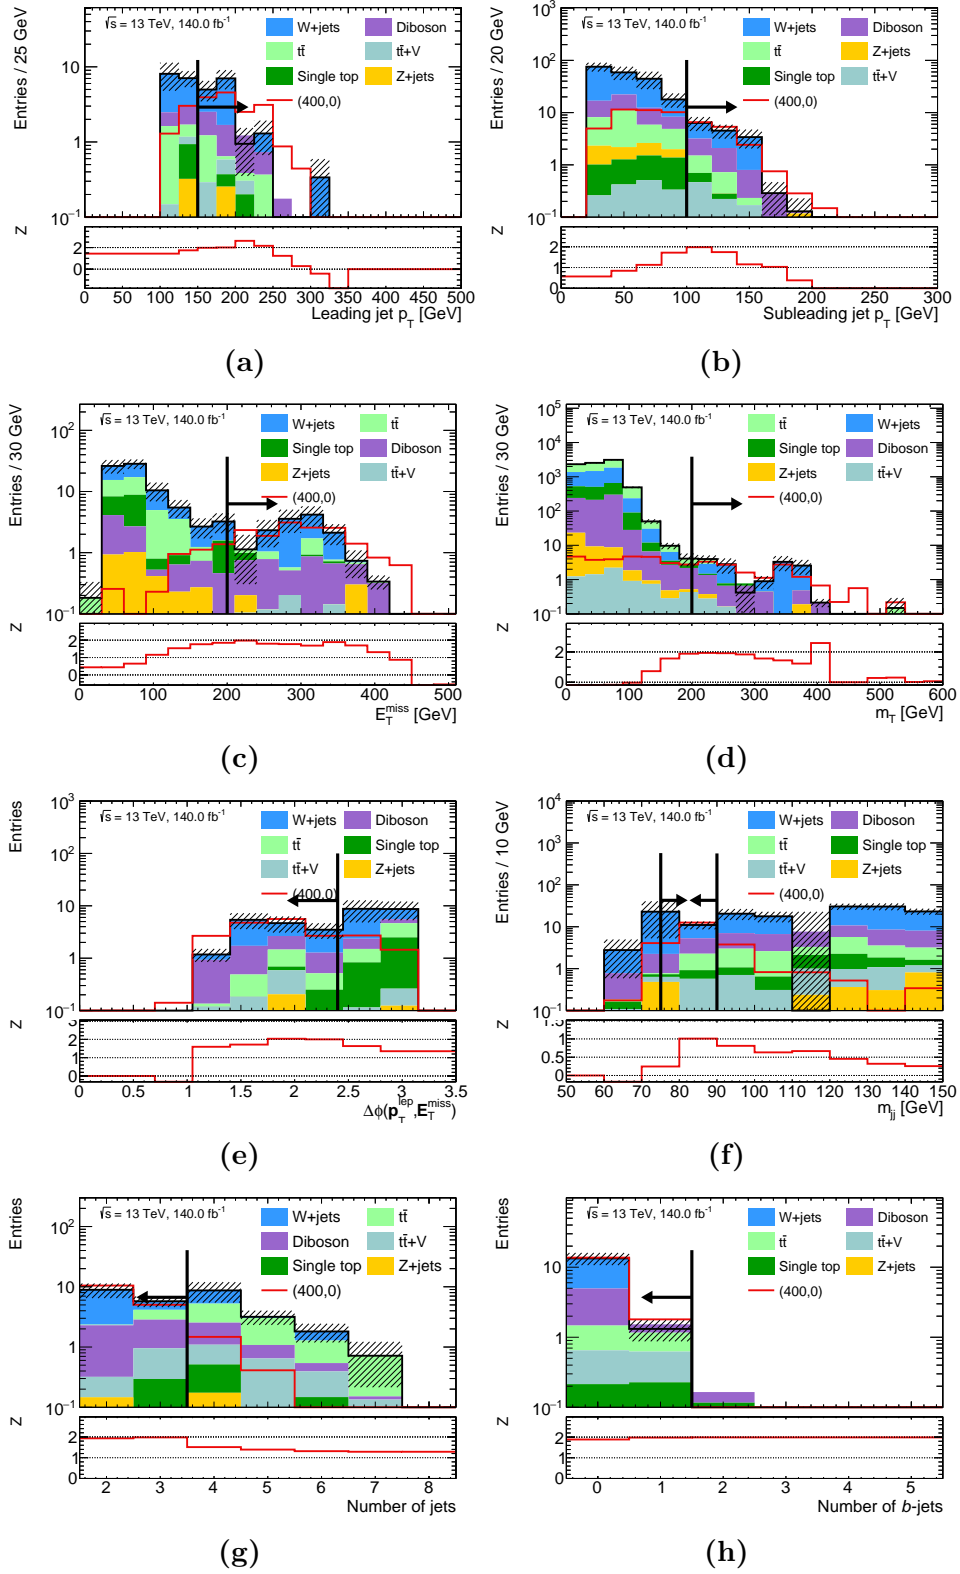 √s = 13 TeV, 140.0 fb⁻¹
W+jets Diboson
tt̄ tt̄+V
Single top Z+jets
(400,0)
Entries / 25 GeV
10
1
10⁻¹
Z
2
0
0 50 100 150 200 250 300 350 400 450 500
Leading jet p_T [GeV]
(a)
√s = 13 TeV, 140.0 fb⁻¹
W+jets Diboson
tt̄ Z+jets
Single top tt̄+V
(400,0)
Entries / 20 GeV
10³
10²
10
1
10⁻¹
Z
2
1
0
0 50 100 150 200 250 300
Subleading jet p_T [GeV]
(b)
√s = 13 TeV, 140.0 fb⁻¹
W+jets tt̄
Single top Diboson
Z+jets tt̄+V
(400,0)
Entries / 30 GeV
10²
10
1
10⁻¹
Z
2
1
0
0 100 200 300 400 500
E_T^miss [GeV]
(c)
√s = 13 TeV, 140.0 fb⁻¹
tt̄ W+jets
Single top Diboson
Z+jets tt̄+V
(400,0)
Entries / 30 GeV
10⁵
10⁴
10³
10²
10
1
10⁻¹
Z
2
0
0 100 200 300 400 500 600
m_T [GeV]
(d)
√s = 13 TeV, 140.0 fb⁻¹
W+jets Diboson
tt̄ Single top
tt̄+V Z+jets
(400,0)
Entries
10³
10²
10
1
10⁻¹
Z
3
2
1
0
0 0.5 1 1.5 2 2.5 3 3.5
Δϕ(p_T^lep,E_T^miss)
(e)
√s = 13 TeV, 140.0 fb⁻¹
W+jets Diboson
tt̄ Single top
tt̄+V Z+jets
(400,0)
Entries / 10 GeV
10⁴
10³
10²
10
1
10⁻¹
Z
1.5
1
0.5
0
50 60 70 80 90 100 110 120 130 140 150
m_jj [GeV]
(f)
√s = 13 TeV, 140.0 fb⁻¹
W+jets tt̄
Diboson tt̄+V
Single top Z+jets
(400,0)
Entries
10²
10
1
10⁻¹
Z
2
1
0
2 3 4 5 6 7 8
Number of jets
(g)
√s = 13 TeV, 140.0 fb⁻¹
W+jets Diboson
tt̄ tt̄+V
Single top Z+jets
(400,0)
Entries
10
1
10⁻¹
Z
2
1
0
0 1 2 3 4 5
Number of b-jets
(h)